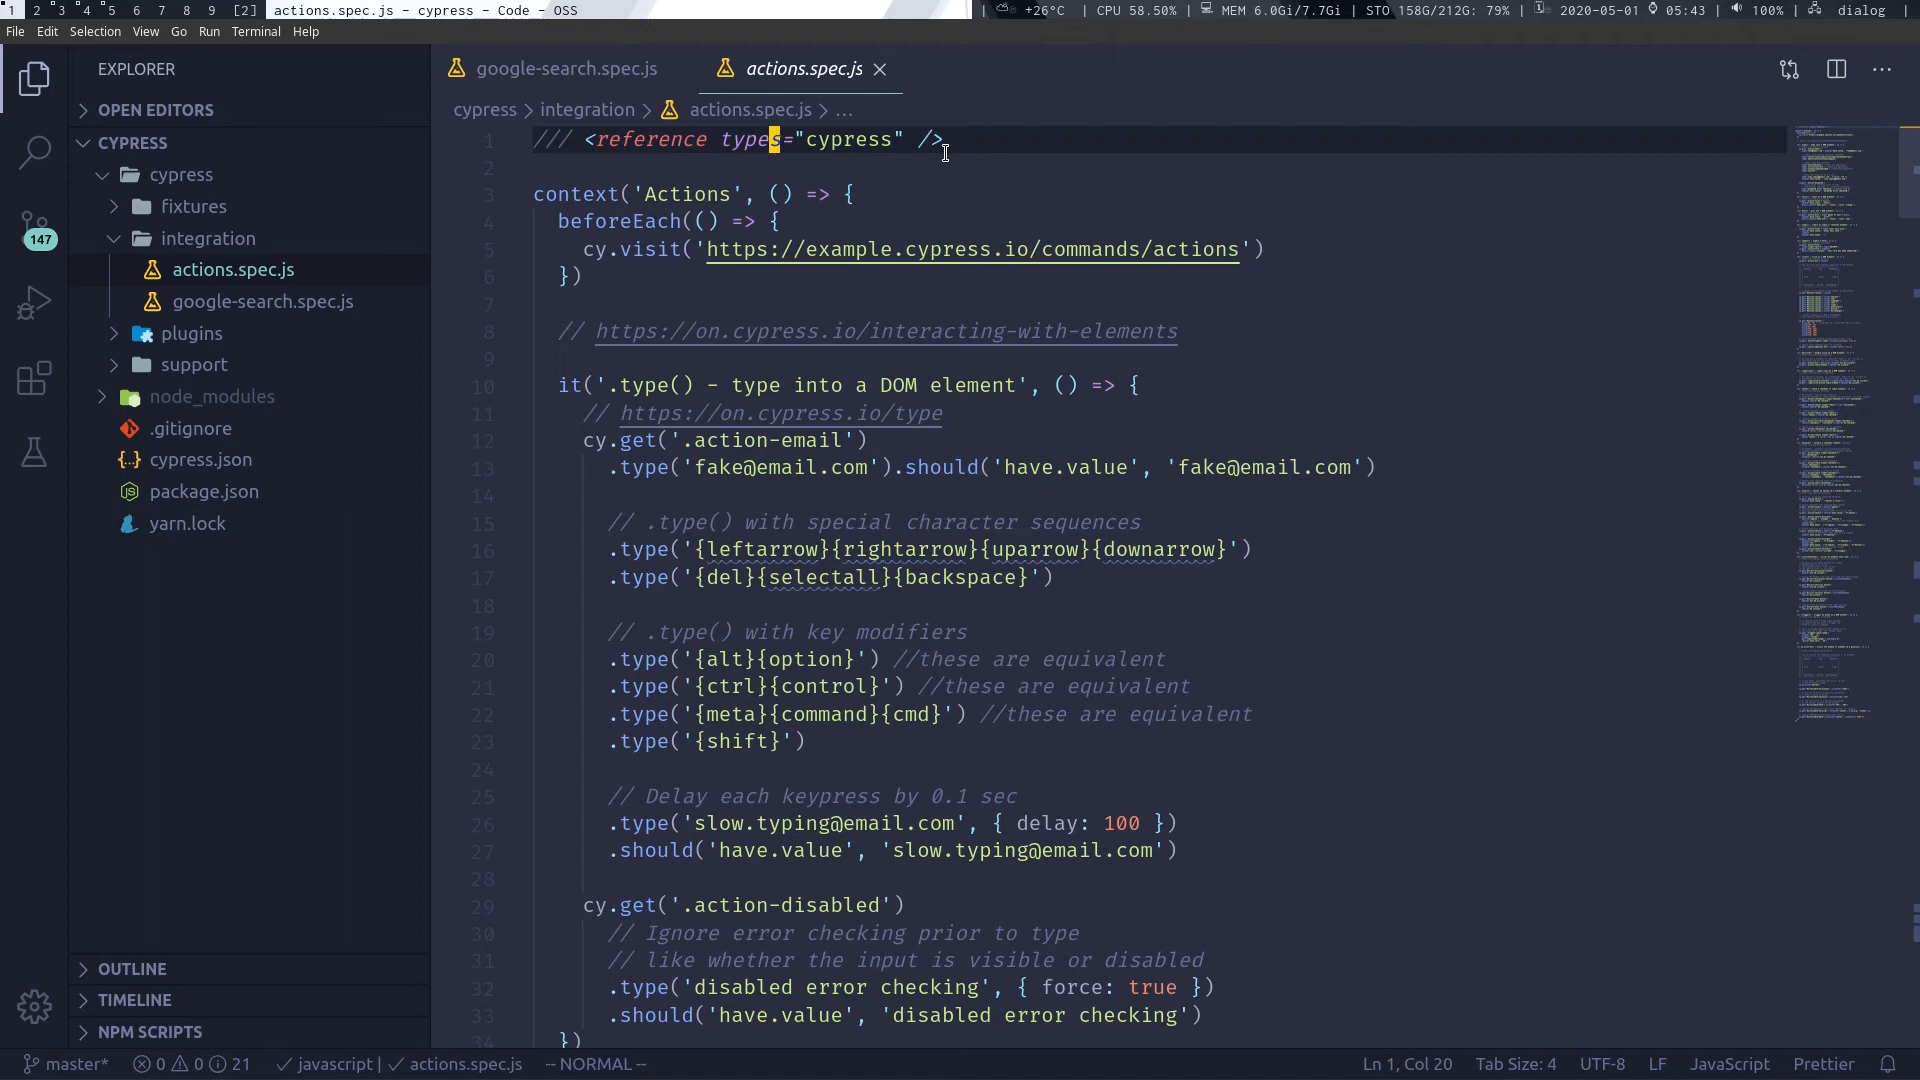 1 2 3 4 5 6 7 8 9 [2] actions.spec.js - cypress - Code - OSS | +26°C | CPU 58.50% | MEM 6.0Gi/7.7Gi | STO 158G/212G: 79% | 2020-05-01 05:43 | 100% | dialog |
File Edit Selection View Go Run Terminal Help
EXPLORER
OPEN EDITORS
CYPRESS
cypress
fixtures
integration
147
actions.spec.js
google-search.spec.js
plugins
support
node_modules
.gitignore
cypress.json
package.json
yarn.lock
OUTLINE
TIMELINE
NPM SCRIPTS
google-search.spec.js actions.spec.js
cypress > integration > actions.spec.js > ...
1 /// <reference types="cypress" />
2
3 context('Actions', () => {
4 beforeEach(() => {
5 cy.visit('https://example.cypress.io/commands/actions')
6 })
7
8 // https://on.cypress.io/interacting-with-elements
9
10 it('.type() - type into a DOM element', () => {
11 // https://on.cypress.io/type
12 cy.get('.action-email')
13 .type('fake@email.com').should('have.value', 'fake@email.com')
14
15 // .type() with special character sequences
16 .type('{leftarrow}{rightarrow}{uparrow}{downarrow}')
17 .type('{del}{selectall}{backspace}')
18
19 // .type() with key modifiers
20 .type('{alt}{option}') //these are equivalent
21 .type('{ctrl}{control}') //these are equivalent
22 .type('{meta}{command}{cmd}') //these are equivalent
23 .type('{shift}')
24
25 // Delay each keypress by 0.1 sec
26 .type('slow.typing@email.com', { delay: 100 })
27 .should('have.value', 'slow.typing@email.com')
28
29 cy.get('.action-disabled')
30 // Ignore error checking prior to type
31 // like whether the input is visible or disabled
32 .type('disabled error checking', { force: true })
33 .should('have.value', 'disabled error checking')
34 })
master* 0 0 21 javascript | actions.spec.js -- NORMAL -- Ln 1, Col 20 Tab Size: 4 UTF-8 LF JavaScript Prettier